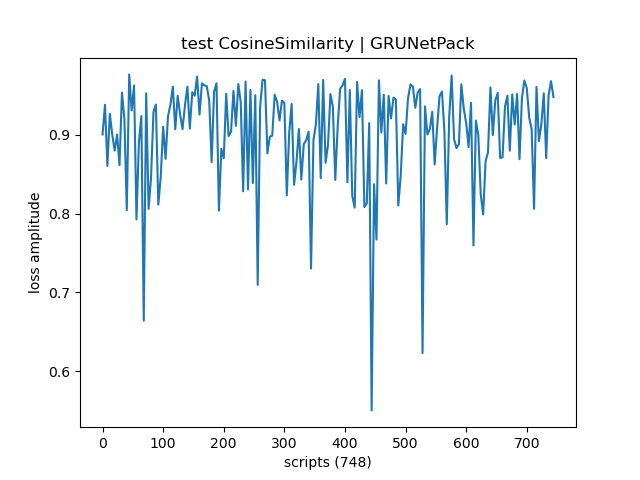 test CosineSimilarity | GRUNetPack
loss amplitude
0.9
0.8
0.7
0.6
0 100 200 300 400 500 600 700
scripts (748)